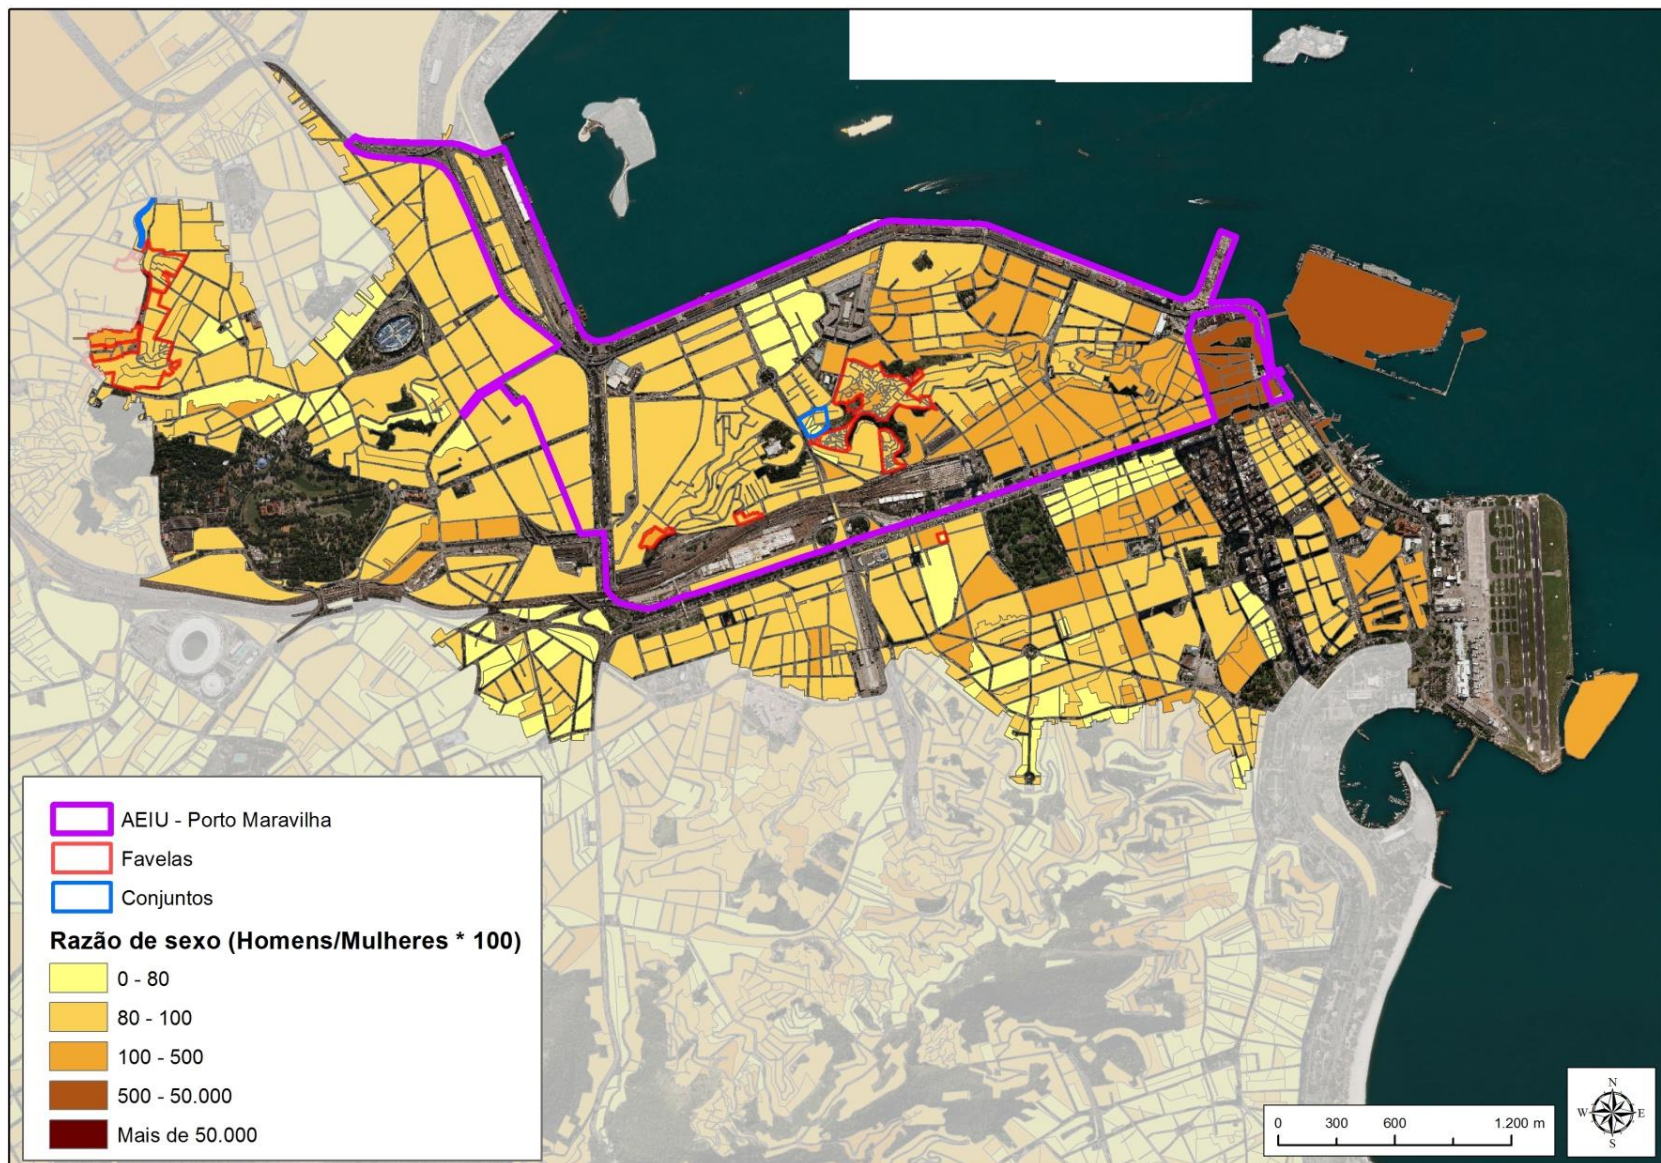 AEIU - Porto Maravilha
Favelas
Conjuntos
Razão de sexo (Homens/Mulheres * 100)
0 - 80
80 - 100
100 - 500
500 - 50.000
Mais de 50.000
0 300 600 1.200 m
N
W E
S